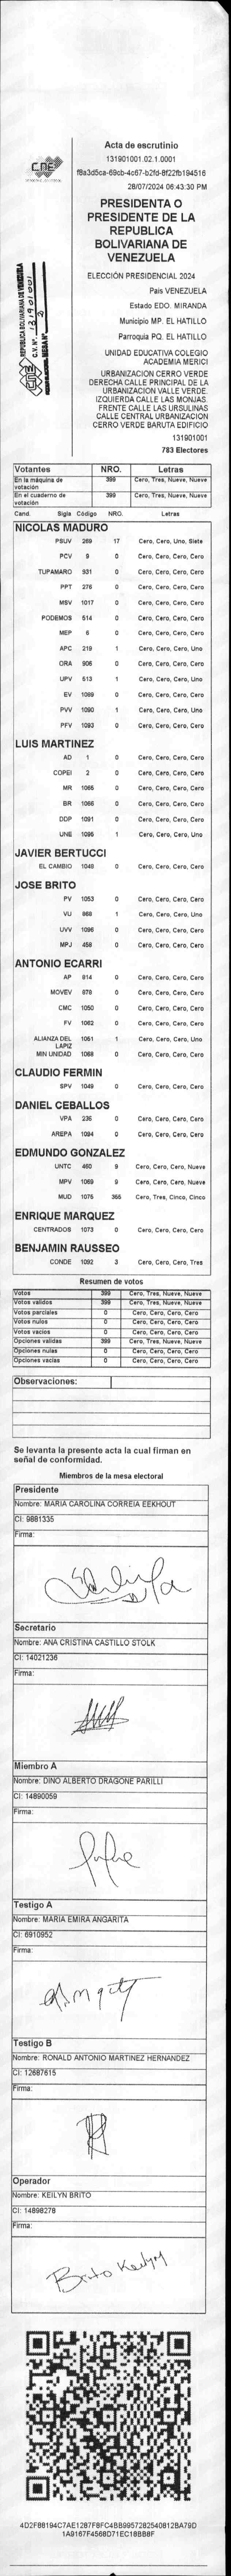 CNE
Acta de escrutinio
131901001.02.1.0001
f8a3d5ca-69cb-4c67-b2fd-8f22fb194516
28/07/2024 06:43:30 PM
PRESIDENTA O
PRESIDENTE DE LA
REPUBLICA
BOLIVARIANA DE
VENEZUELA
ELECCIÓN PRESIDENCIAL 2024
País VENEZUELA
Estado EDO. MIRANDA
Municipio MP. EL HATILLO
Parroquia PQ. EL HATILLO
UNIDAD EDUCATIVA COLEGIO
ACADEMIA MERICI
URBANIZACION CERRO VERDE
DERECHA CALLE PRINCIPAL DE LA
URBANIZACION VALLE VERDE.
IZQUIERDA CALLE LAS MONJAS.
FRENTE CALLE LAS URSULINAS
CALLE CENTRAL URBANIZACION
CERRO VERDE BARUTA EDIFICIO
131901001
783 Electores
REPUBLICA BOLIVARIANA DE VENEZUELA
CNE
Votantes NRO. Letras
En la máquina de votación 399 Cero, Tres, Nueve, Nueve
En el cuaderno de votación 399 Cero, Tres, Nueve, Nueve
Cand. Sigla Código NRO. Letras
NICOLAS MADURO
PSUV 269 17 Cero, Cero, Uno, Siete
PCV 9 0 Cero, Cero, Cero, Cero
TUPAMARO 931 0 Cero, Cero, Cero, Cero
PPT 276 0 Cero, Cero, Cero, Cero
MSV 1017 0 Cero, Cero, Cero, Cero
PODEMOS 514 0 Cero, Cero, Cero, Cero
MEP 6 0 Cero, Cero, Cero, Cero
APC 219 1 Cero, Cero, Cero, Uno
ORA 906 0 Cero, Cero, Cero, Cero
UPV 513 1 Cero, Cero, Cero, Uno
EV 1089 0 Cero, Cero, Cero, Cero
PVV 1090 1 Cero, Cero, Cero, Uno
PFV 1093 0 Cero, Cero, Cero, Cero
LUIS MARTINEZ
AD 1 0 Cero, Cero, Cero, Cero
COPEI 2 0 Cero, Cero, Cero, Cero
MR 1065 0 Cero, Cero, Cero, Cero
BR 1066 0 Cero, Cero, Cero, Cero
DDP 1091 0 Cero, Cero, Cero, Cero
UNE 1095 1 Cero, Cero, Cero, Uno
JAVIER BERTUCCI
EL CAMBIO 1048 0 Cero, Cero, Cero, Cero
JOSE BRITO
PV 1053 0 Cero, Cero, Cero, Cero
VU 868 1 Cero, Cero, Cero, Uno
UVV 1096 0 Cero, Cero, Cero, Cero
MPJ 458 0 Cero, Cero, Cero, Cero
ANTONIO ECARRI
AP 814 0 Cero, Cero, Cero, Cero
MOVEV 878 0 Cero, Cero, Cero, Cero
CMC 1050 0 Cero, Cero, Cero, Cero
FV 1062 0 Cero, Cero, Cero, Cero
ALIANZA DEL LAPIZ 1051 1 Cero, Cero, Cero, Uno
MIN UNIDAD 1068 0 Cero, Cero, Cero, Cero
CLAUDIO FERMIN
SPV 1049 0 Cero, Cero, Cero, Cero
DANIEL CEBALLOS
VPA 236 0 Cero, Cero, Cero, Cero
AREPA 1094 0 Cero, Cero, Cero, Cero
EDMUNDO GONZALEZ
UNTC 460 9 Cero, Cero, Cero, Nueve
MPV 1069 9 Cero, Cero, Cero, Nueve
MUD 1075 355 Cero, Tres, Cinco, Cinco
ENRIQUE MARQUEZ
CENTRADOS 1073 0 Cero, Cero, Cero, Cero
BENJAMIN RAUSSEO
CONDE 1092 3 Cero, Cero, Cero, Tres
Resumen de votos
Votos 399 Cero, Tres, Nueve, Nueve
Votos validos 399 Cero, Tres, Nueve, Nueve
Votos parciales 0 Cero, Cero, Cero, Cero
Votos nulos 0 Cero, Cero, Cero, Cero
Votos vacios 0 Cero, Cero, Cero, Cero
Opciones validas 399 Cero, Tres, Nueve, Nueve
Opciones nulas 0 Cero, Cero, Cero, Cero
Opciones vacias 0 Cero, Cero, Cero, Cero
Observaciones:
Se levanta la presente acta la cual firman en
señal de conformidad.
Miembros de la mesa electoral
Presidente
Nombre: MARIA CAROLINA CORREIA EEKHOUT
CI: 9881335
Firma:
Secretario
Nombre: ANA CRISTINA CASTILLO STOLK
CI: 14021236
Firma:
Miembro A
Nombre: DINO ALBERTO DRAGONE PARILLI
CI: 14890059
Firma:
Testigo A
Nombre: MARIA EMIRA ANGARITA
CI: 6910952
Firma:
Testigo B
Nombre: RONALD ANTONIO MARTINEZ HERNANDEZ
CI: 12687615
Firma:
Operador
Nombre: KEILYN BRITO
CI: 14898278
Firma:
Brito Keilyn
4D2F88194C7AE1287F8FC4BB9957282540812BA79D
1A9167F4568D71EC18BB8F